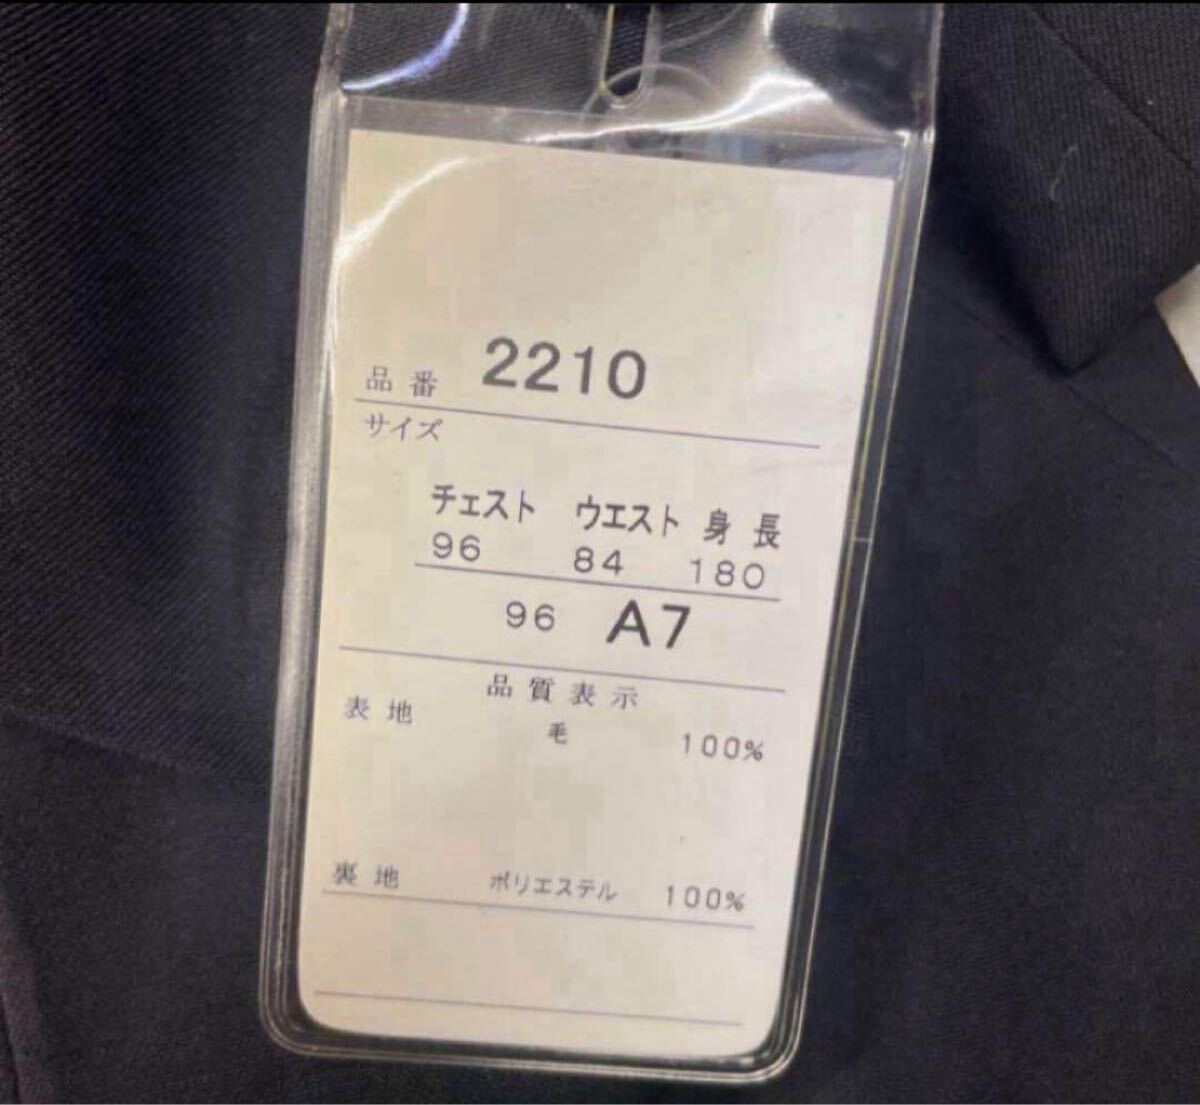 品番 2210
サイズ
チェスト ウエスト 身長
96 84 180
96 A7
品質表示
表地 毛 100%
裏地 ポリエステル 100%